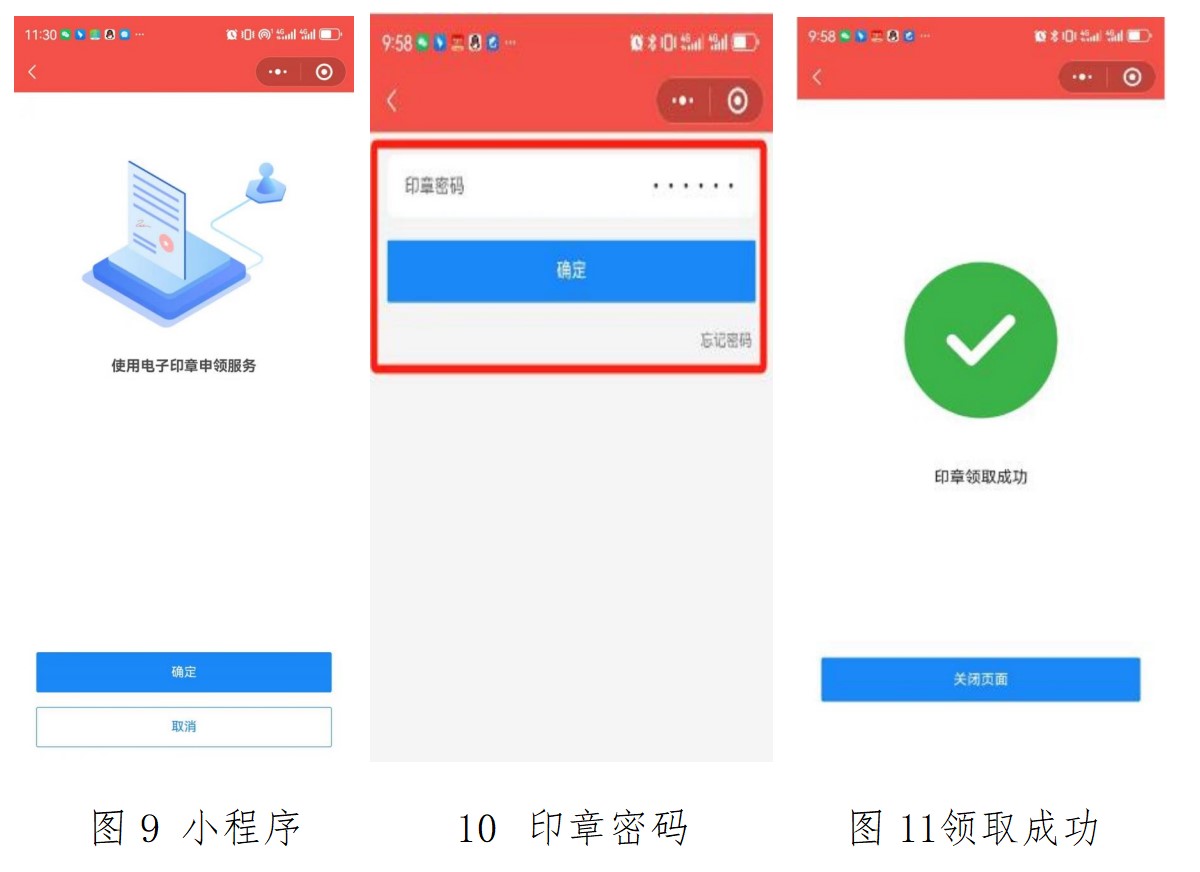 11:30
使用电子印章申领服务
确定
取消
图 9 小程序
9:58
印章密码
确定
忘记密码
10 印章密码
9:58
印章领取成功
关闭页面
图 11领取成功